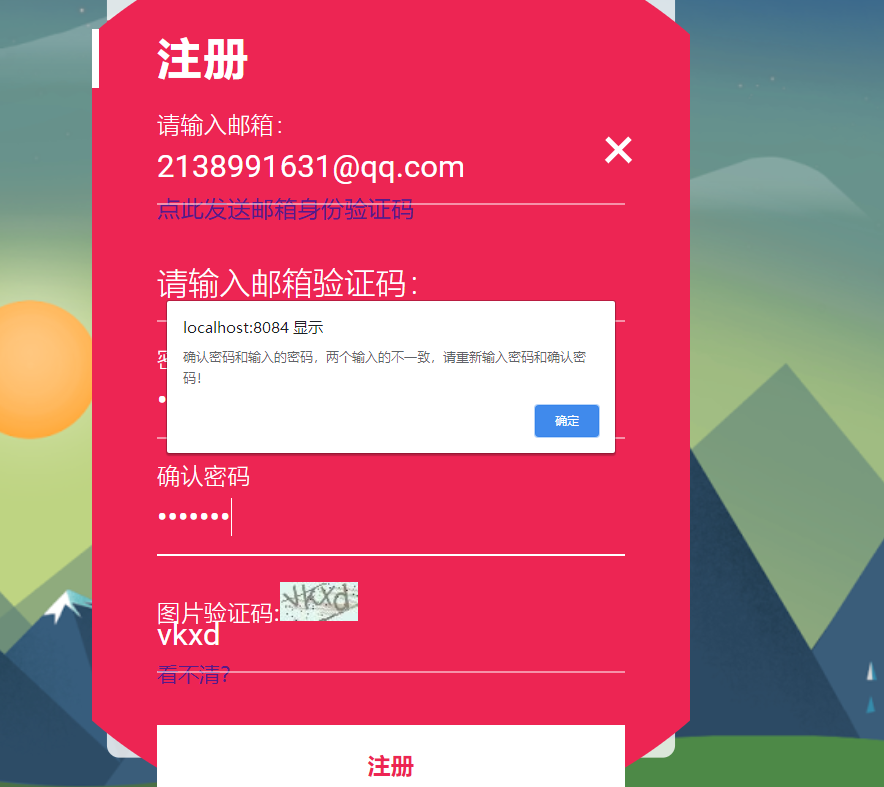 注册
请输入邮箱：
2138991631@qq.com
点此发送邮箱身份验证码
请输入邮箱验证码：
localhost:8084 显示
确认密码和输入的密码，两个输入的不一致，请重新输入密码和确认密
码！
确定
确认密码
•••••••
图片验证码:vkxd
vkxd
看不清?
注册